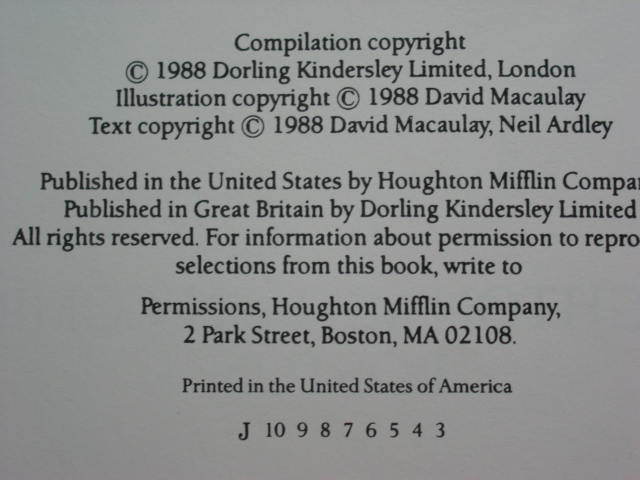 Compilation copyright
© 1988 Dorling Kindersley Limited, London
Illustration copyright © 1988 David Macaulay
Text copyright © 1988 David Macaulay, Neil Ardley
Published in the United States by Houghton Mifflin
Published in Great Britain by Dorling Kindersley Limited
All rights reserved. For information about permission to
selections from this book, write to
Permissions, Houghton Mifflin Company,
2 Park Street, Boston, MA 02108.
Printed in the United States of America
J 10 9 8 7 6 5 4 3